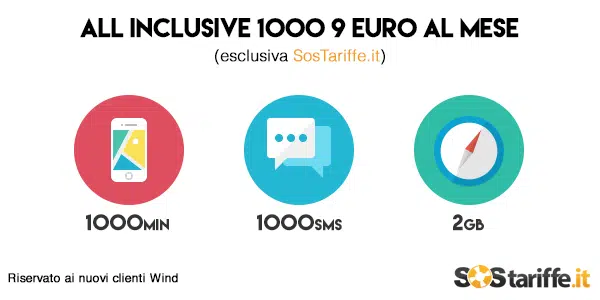 ALL INCLUSIVE 1000 9 EURO AL MESE
(esclusiva SosTariffe.it)
1000MIN 1000SMS 2GB
Riservato ai nuovi clienti Wind
SOStariffe.it